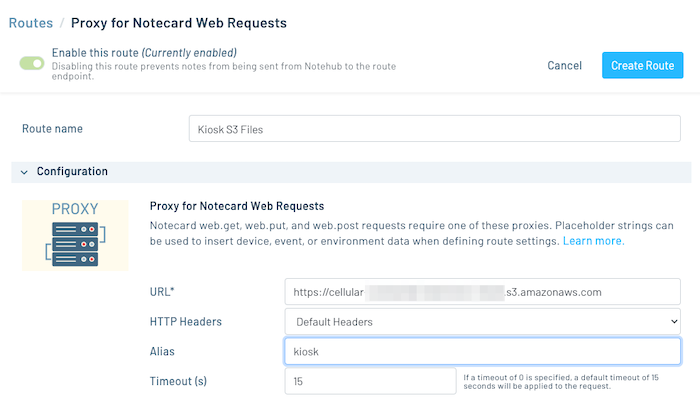 Routes / Proxy for Notecard Web Requests
Enable this route (Currently enabled)
Disabling this route prevents notes from being sent from Notehub to the route
endpoint.
Cancel
Create Route
Route name
Kiosk S3 Files
Configuration
PROXY
Proxy for Notecard Web Requests
Notecard web.get, web.put, and web.post requests require one of these proxies. Placeholder strings can
be used to insert device, event, or environment data when defining route settings. Learn more.
URL*
https://cellular .s3.amazonaws.com
HTTP Headers
Default Headers
Alias
kiosk
Timeout (s)
15
If a timeout of 0 is specified, a default timeout of 15
seconds will be applied to the request.